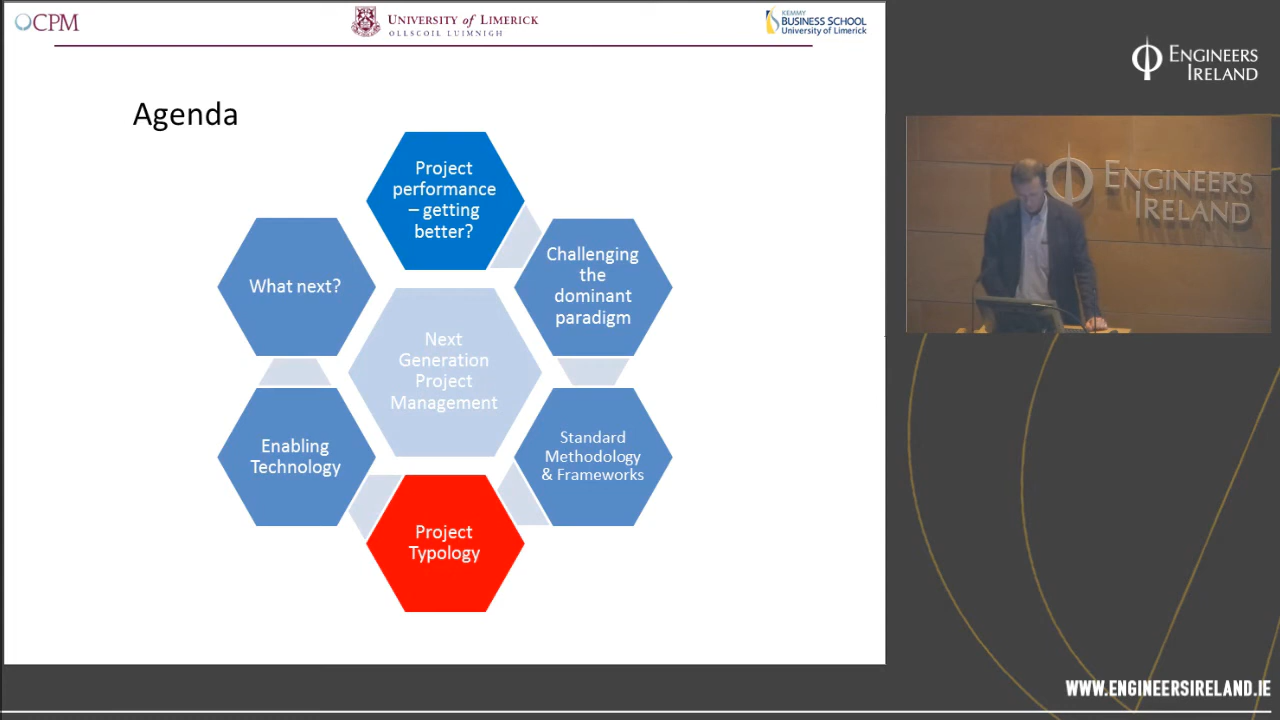 CPM
UNIVERSITY of LIMERICK
OLLSCOIL LUIMNIGH
KEMMY
BUSINESS SCHOOL
University of Limerick
ENGINEERS
IRELAND
Agenda
Project
performance
– getting
better?
Challenging
the
dominant
paradigm
Standard
Methodology
& Frameworks
Project
Typology
Enabling
Technology
What next?
Next
Generation
Project
Management
ENGINEERS
IRELAND
WWW.ENGINEERSIRELAND.IE